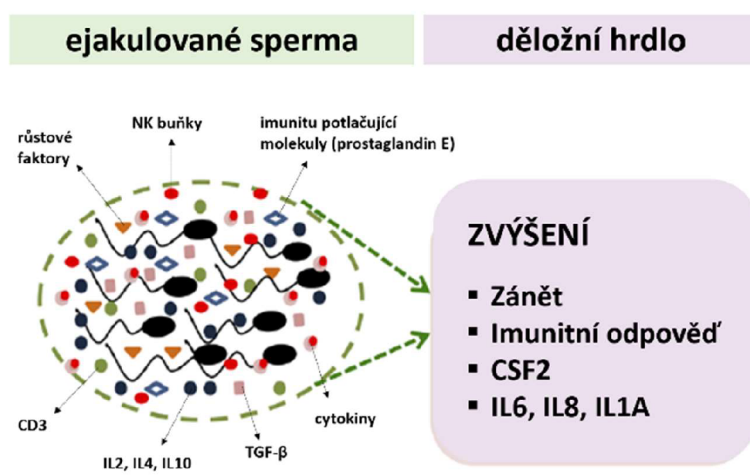 ejakulované sperma
děložní hrdlo
růstové
faktory
NK buňky
imunitu potlačující
molekuly (prostaglandin E)
CD3
IL2, IL4, IL10
TGF-β
cytokiny
ZVÝŠENÍ
▪ Zánět
▪ Imunitní odpověď
▪ CSF2
▪ IL6, IL8, IL1A